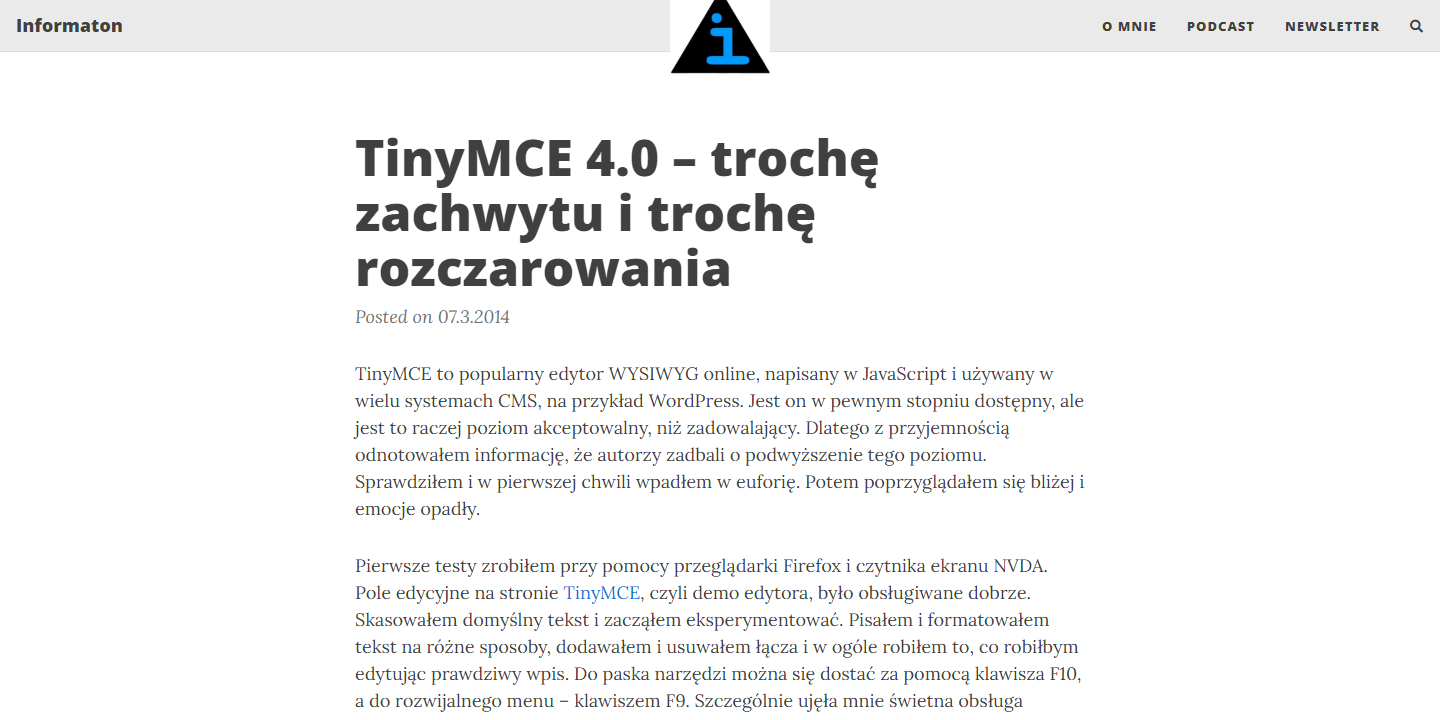 Informaton
i
O MNIE
PODCAST
NEWSLETTER
TinyMCE 4.0 – trochę
zachwytu i trochę
rozczarowania
Posted on 07.3.2014
TinyMCE to popularny edytor WYSIWYG online, napisany w JavaScript i używany w
wielu systemach CMS, na przykład WordPress. Jest on w pewnym stopniu dostępny, ale
jest to raczej poziom akceptowalny, niż zadowalający. Dlatego z przyjemnością
odnotowałem informację, że autorzy zadbali o podwyższenie tego poziomu.
Sprawdziłem i w pierwszej chwili wpadłem w euforię. Potem poprzyglądałem się bliżej i
emocje opadły.
Pierwsze testy zrobiłem przy pomocy przeglądarki Firefox i czytnika ekranu NVDA.
Pole edycyjne na stronie TinyMCE, czyli demo edytora, było obsługiwane dobrze.
Skasowałem domyślny tekst i zacząłem eksperymentować. Pisałem i formatowałem
tekst na różne sposoby, dodawałem i usuwałem łącza i w ogóle robiłem to, co robiłbym
edytując prawdziwy wpis. Do paska narzędzi można się dostać za pomocą klawisza F10,
a do rozwijalnego menu – klawiszem F9. Szczególnie ujęła mnie świetna obsługa